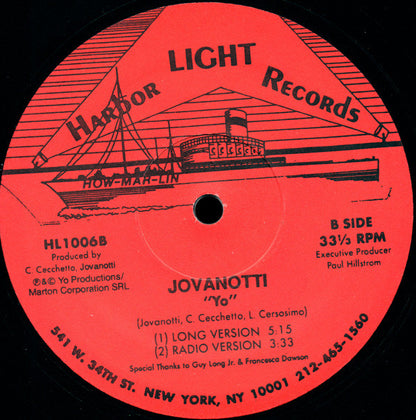 HARBOR LIGHT RECORDS
HOW-MAR-LIN
HL1006B
Produced by
C. Cecchetto, Jovanotti
℗&© Yo Productions/
Marton Corporation SRL
B SIDE
33⅓ RPM
Executive Producer
Paul Hillstrom
JOVANOTTI
"Yo"
(Jovanotti, C. Cecchetto, L. Cersosimo)
(1) LONG VERSION 5:15
(2) RADIO VERSION 3:33
Special Thanks to Guy Long Jr. & Francesca Dawson
541 W. 34TH ST. NEW YORK, NY 10001 212-465-1560